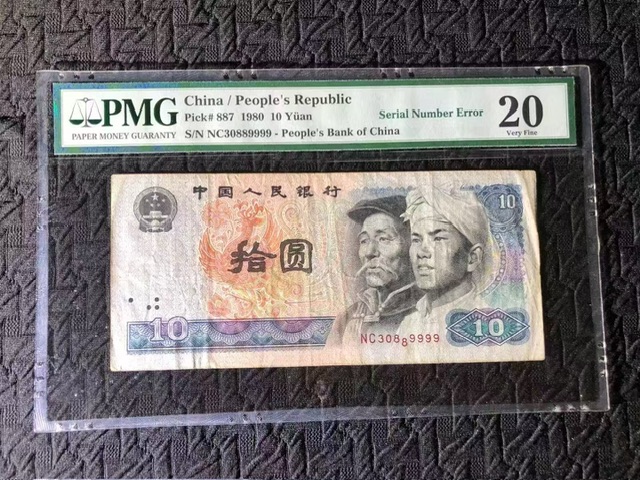 PMG
PAPER MONEY GUARANTY
China / People's Republic
Pick# 887 1980 10 Yüan
S/N NC30889999 - People's Bank of China
Serial Number Error
20
Very Fine
中国人民银行
10
拾圆
10
NC30889999
10